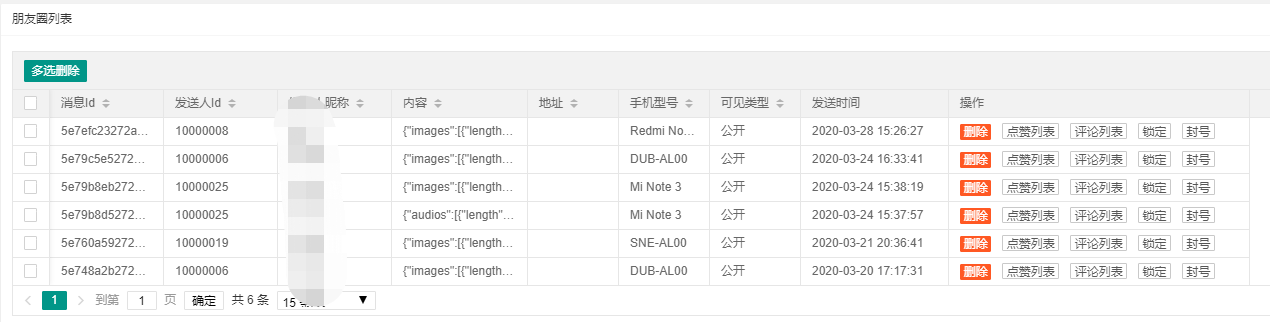 朋友圈列表
多选删除
消息Id 发送人Id 昵称 内容 地址 手机型号 可见类型 发送时间 操作
5e7efc23272a... 10000008 {"images":[{"length... Redmi No... 公开 2020-03-28 15:26:27 删除 点赞列表 评论列表 锁定 封号
5e79c5e5272... 10000006 {"images":[{"length... DUB-AL00 公开 2020-03-24 16:33:41 删除 点赞列表 评论列表 锁定 封号
5e79b8eb272... 10000025 {"images":[{"length... Mi Note 3 公开 2020-03-24 15:38:19 删除 点赞列表 评论列表 锁定 封号
5e79b8d5272... 10000025 {"audios":[{"length"... Mi Note 3 公开 2020-03-24 15:37:57 删除 点赞列表 评论列表 锁定 封号
5e760a59272... 10000019 {"images":[{"length... SNE-AL00 公开 2020-03-21 20:36:41 删除 点赞列表 评论列表 锁定 封号
5e748a2b272... 10000006 {"images":[{"length... DUB-AL00 公开 2020-03-20 17:17:31 删除 点赞列表 评论列表 锁定 封号
1 到第 1 页 确定 共 6 条 15